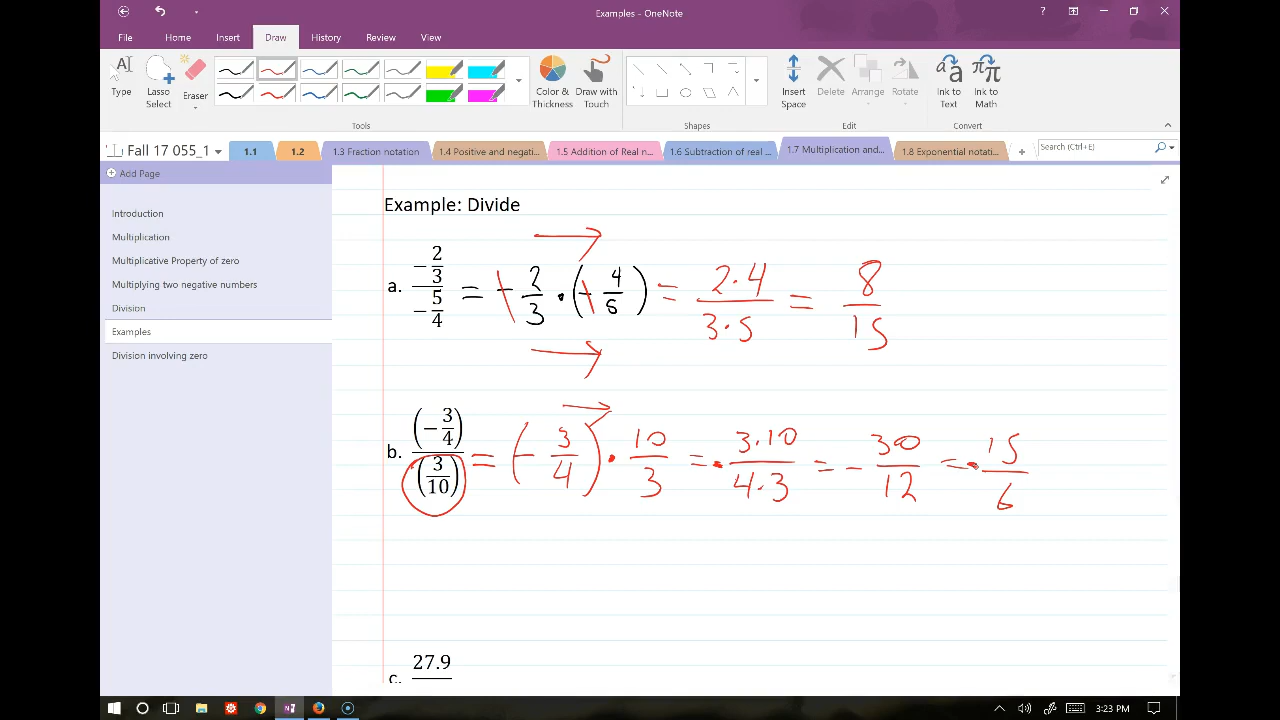 Examples - OneNote
?
File Home Insert Draw History Review View
Type Lasso Select Eraser Color & Thickness Draw with Touch Insert Space Delete Arrange Rotate Ink to Text Ink to Math
Tools Shapes Edit Convert
Fall 17 055_1 1.1 1.2 1.3 Fraction notation 1.4 Positive and negati... 1.5 Addition of Real n... 1.6 Subtraction of real ... 1.7 Multiplication and... 1.8 Exponential notati... + Search (Ctrl+E)
Add Page
Introduction
Multiplication
Multiplicative Property of zero
Multiplying two negative numbers
Division
Examples
Division involving zero
Example: Divide
a. (-2/3)/(-5/4) = - 2/3 · (- 4/5) = 2·4/3·5 = 8/15
b. (-3/4)/(3/10) = (- 3/4) · 10/3 = - 3·10/4·3 = - 30/12 = - 15/6
c. 27.9
3:23 PM